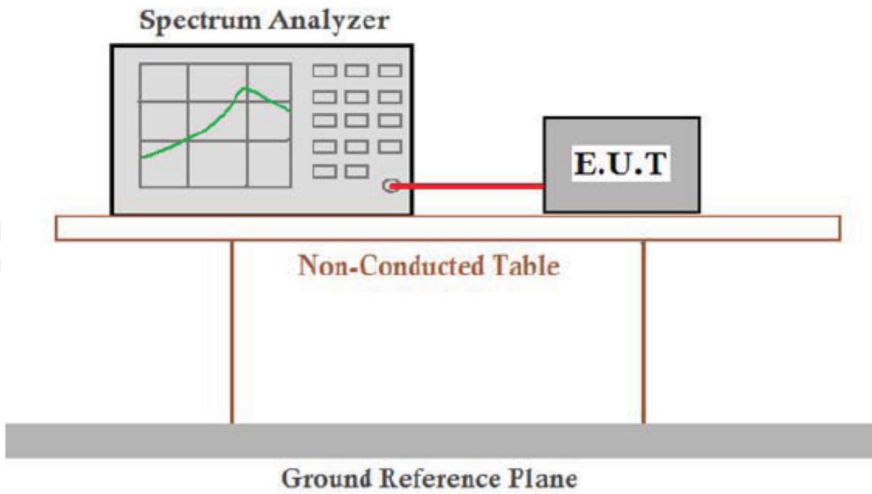 Spectrum Analyzer
E.U.T
Non-Conducted Table
Ground Reference Plane